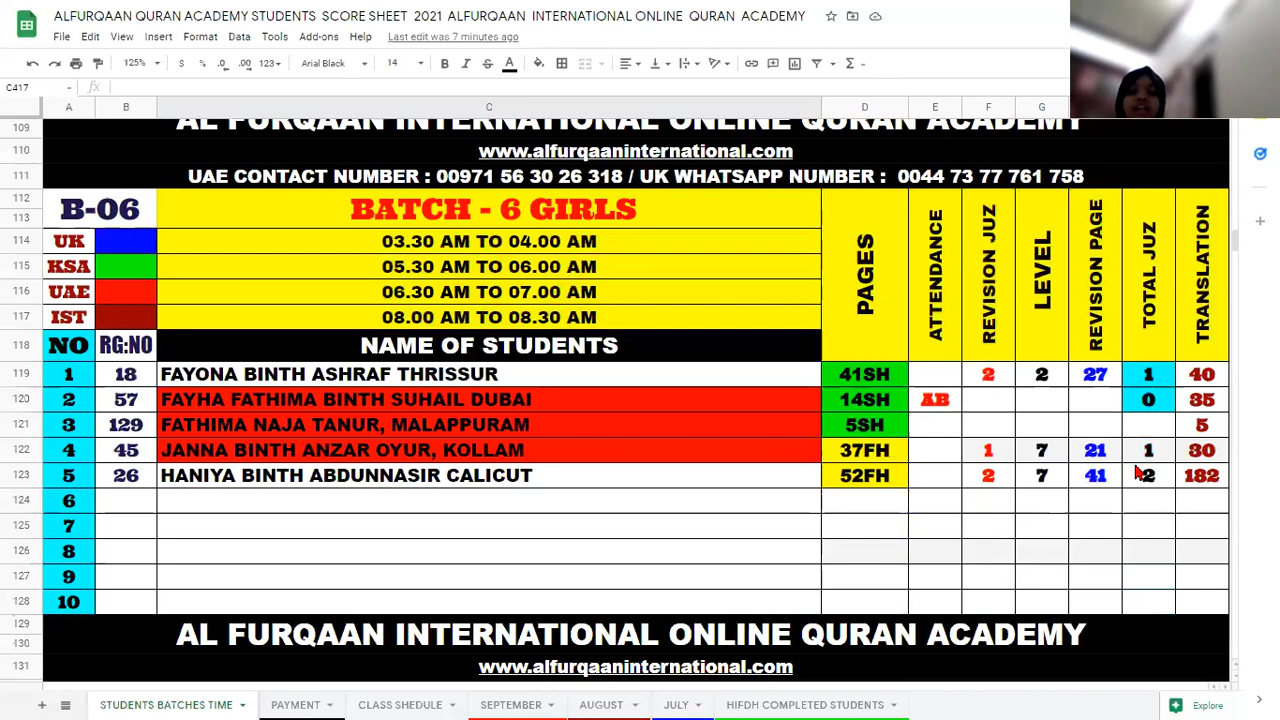 ALFURQAAN QURAN ACADEMY STUDENTS SCORE SHEET 2021 ALFURQAAN INTERNATIONAL ONLINE QURAN ACADEMY
File Edit View Insert Format Data Tools Add-ons Help Last edit was 7 minutes ago
125% $ % .0 .00 123 Arial Black 14 B I S A
C417 fx
A B C D E F G
109 AL FURQAAN INTERNATIONAL ONLINE QURAN ACADEMY
110 www.alfurqaaninternational.com
111 UAE CONTACT NUMBER : 00971 56 30 26 318 / UK WHATSAPP NUMBER : 0044 73 77 761 758
112 113 B-06 BATCH - 6 GIRLS PAGES ATTENDANCE REVISION JUZ LEVEL REVISION PAGE TOTAL JUZ TRANSLATION
114 UK 03.30 AM TO 04.00 AM
115 KSA 05.30 AM TO 06.00 AM
116 UAE 06.30 AM TO 07.00 AM
117 IST 08.00 AM TO 08.30 AM
118 NO RG:NO NAME OF STUDENTS
119 1 18 FAYONA BINTH ASHRAF THRISSUR 41SH 2 2 27 1 40
120 2 57 FAYHA FATHIMA BINTH SUHAIL DUBAI 14SH AB 0 35
121 3 129 FATHIMA NAJA TANUR, MALAPPURAM 5SH 5
122 4 45 JANNA BINTH ANZAR OYUR, KOLLAM 37FH 1 7 21 1 30
123 5 26 HANIYA BINTH ABDUNNASIR CALICUT 52FH 2 7 41 2 182
124 6
125 7
126 8
127 9
128 10
129 130 AL FURQAAN INTERNATIONAL ONLINE QURAN ACADEMY
131 www.alfurqaaninternational.com
STUDENTS BATCHES TIME PAYMENT CLASS SHEDULE SEPTEMBER AUGUST JULY HIFDH COMPLETED STUDENTS Explore